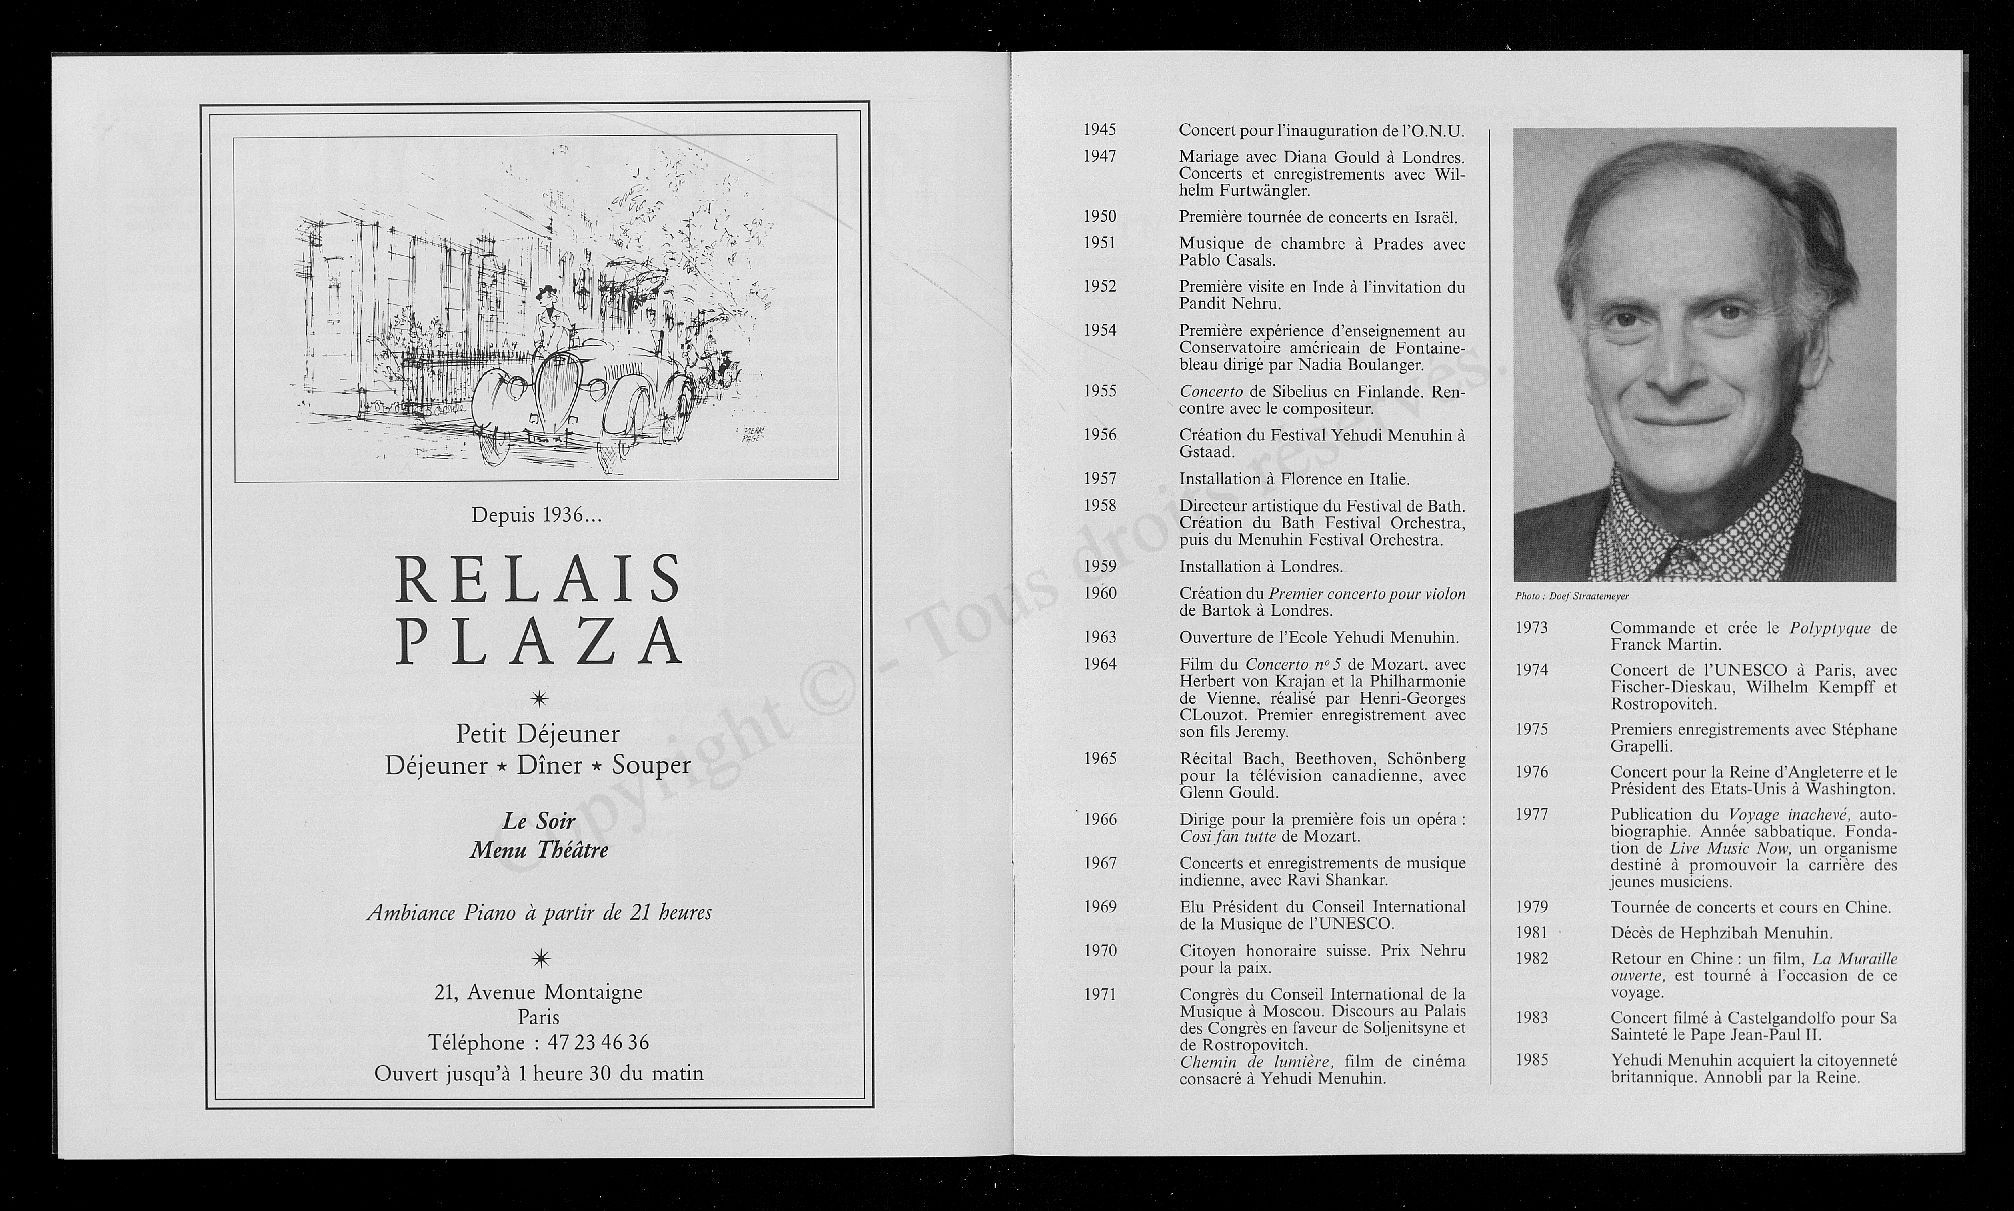 Depuis 1936...
RELAIS
PLAZA
Petit Déjeuner
Déjeuner ★ Dîner ★ Souper
Le Soir
Menu Théâtre
Ambiance Piano à partir de 21 heures
21, Avenue Montaigne
Paris
Téléphone : 47 23 46 36
Ouvert jusqu'à 1 heure 30 du matin
1945 Concert pour l'inauguration de l'O.N.U.
1947 Mariage avec Diana Gould à Londres.
Concerts et enregistrements avec Wil-
helm Furtwängler.
1950 Première tournée de concerts en Israël.
1951 Musique de chambre à Prades avec
Pablo Casals.
1952 Première visite en Inde à l'invitation du
Pandit Nehru.
1954 Première expérience d'enseignement au
Conservatoire américain de Fontaine-
bleau dirigé par Nadia Boulanger.
1955 Concerto de Sibelius en Finlande. Ren-
contre avec le compositeur.
1956 Création du Festival Yehudi Menuhin à
Gstaad.
1957 Installation à Florence en Italie.
1958 Directeur artistique du Festival de Bath.
Création du Bath Festival Orchestra,
puis du Menuhin Festival Orchestra.
1959 Installation à Londres.
1960 Création du Premier concerto pour violon
de Bartok à Londres.
1963 Ouverture de l'Ecole Yehudi Menuhin.
1964 Film du Concerto nº 5 de Mozart. avec
Herbert von Krajan et la Philharmonie
de Vienne, réalisé par Henri-Georges
CLouzot. Premier enregistrement avec
son fils Jeremy.
1965 Récital Bach, Beethoven, Schönberg
pour la télévision canadienne, avec
Glenn Gould.
1966 Dirige pour la première fois un opéra :
Cosi fan tutte de Mozart.
1967 Concerts et enregistrements de musique
indienne, avec Ravi Shankar.
1969 Elu Président du Conseil International
de la Musique de l'UNESCO.
1970 Citoyen honoraire suisse. Prix Nehru
pour la paix.
1971 Congrès du Conseil International de la
Musique à Moscou. Discours au Palais
des Congrès en faveur de Soljenitsyne et
de Rostropovitch.
Chemin de lumière, film de cinéma
consacré à Yehudi Menuhin.
Photo : Doef Straatemeyer
1973 Commande et crée le Polyptyque de
Franck Martin.
1974 Concert de l'UNESCO à Paris, avec
Fischer-Dieskau, Wilhelm Kempff et
Rostropovitch.
1975 Premiers enregistrements avec Stéphane
Grapelli.
1976 Concert pour la Reine d'Angleterre et le
Président des Etats-Unis à Washington.
1977 Publication du Voyage inachevé, auto-
biographie. Année sabbatique. Fonda-
tion de Live Music Now, un organisme
destiné à promouvoir la carrière des
jeunes musiciens.
1979 Tournée de concerts et cours en Chine.
1981 Décès de Hephzibah Menuhin.
1982 Retour en Chine : un film, La Muraille
ouverte, est tourné à l'occasion de ce
voyage.
1983 Concert filmé à Castelgandolfo pour Sa
Sainteté le Pape Jean-Paul II.
1985 Yehudi Menuhin acquiert la citoyenneté
britannique. Annobli par la Reine.
Copyright © - Tous droits réservés.